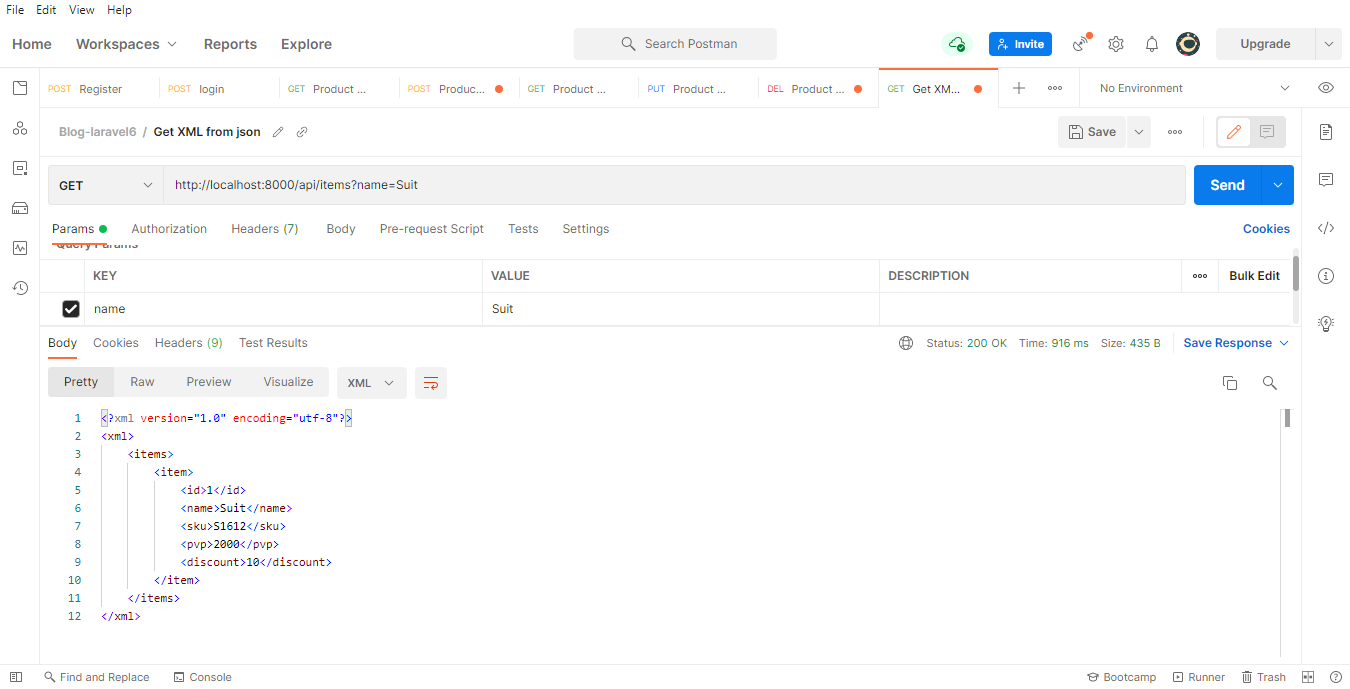 File Edit View Help
Home Workspaces Reports Explore Search Postman Invite Upgrade
POST Register POST login GET Product ... POST Produc... GET Product ... PUT Product ... DEL Product ... GET Get XM... No Environment
Blog-laravel6 / Get XML from json Save
GET http://localhost:8000/api/items?name=Suit Send
Params Authorization Headers (7) Body Pre-request Script Tests Settings Cookies
Query Params
KEY VALUE DESCRIPTION Bulk Edit
name Suit
Body Cookies Headers (9) Test Results Status: 200 OK Time: 916 ms Size: 435 B Save Response
Pretty Raw Preview Visualize XML
1 <?xml version="1.0" encoding="utf-8"?>
2 <xml>
3 <items>
4 <item>
5 <id>1</id>
6 <name>Suit</name>
7 <sku>S1612</sku>
8 <pvp>2000</pvp>
9 <discount>10</discount>
10 </item>
11 </items>
12 </xml>
Find and Replace Console Bootcamp Runner Trash